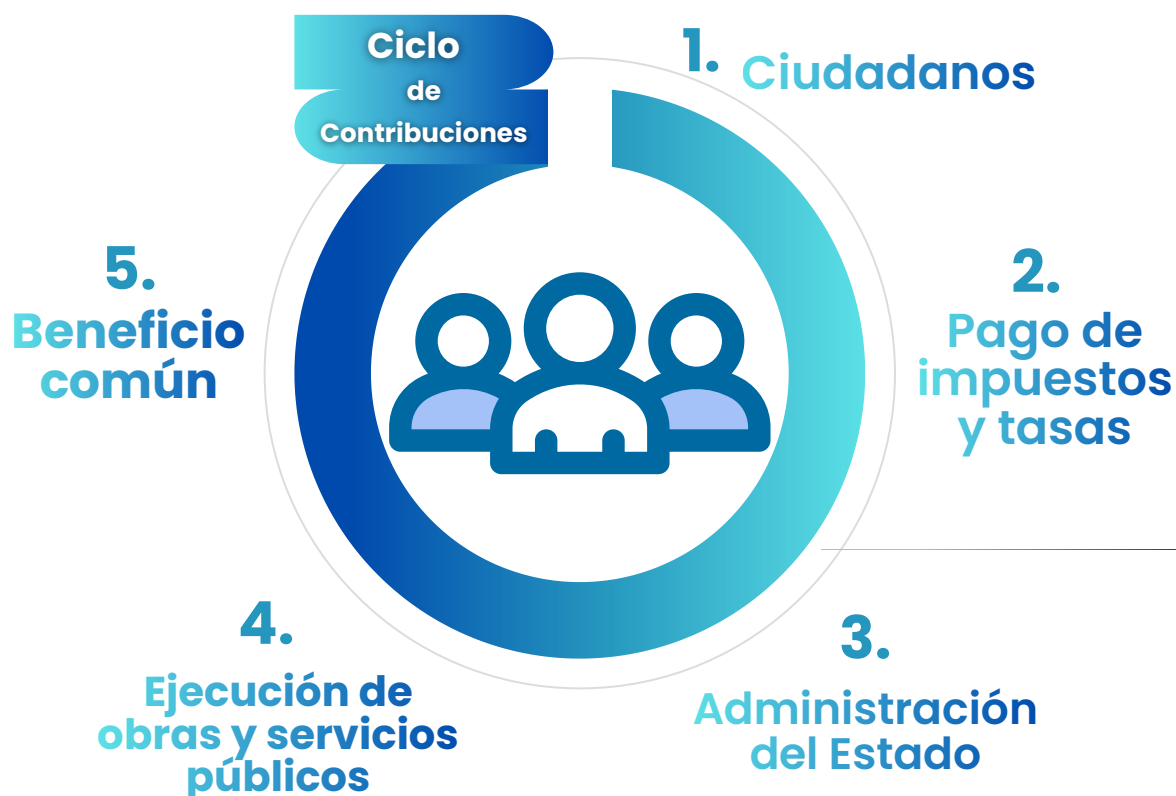 Ciclo
de
Contribuciones
1.
Ciudadanos
2.
Pago de
impuestos
y tasas
3.
Administración
del Estado
4.
Ejecución de
obras y servicios
públicos
5.
Beneficio
común